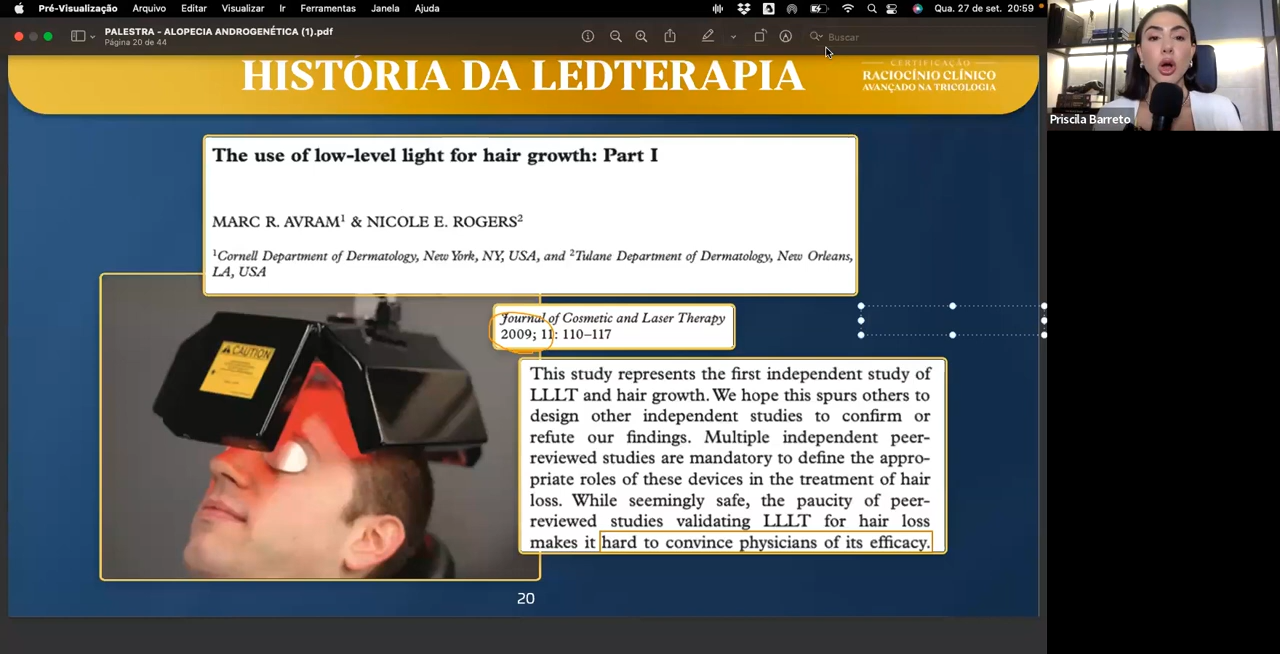 Pré-Visualização Arquivo Editar Visualizar Ir Ferramentas Janela Ajuda
Qua. 27 de set. 20:59
PALESTRA - ALOPECIA ANDROGENÉTICA (1).pdf
Página 20 de 44
Buscar
HISTÓRIA DA LEDTERAPIA
CERTIFICAÇÃO
RACIOCÍNIO CLÍNICO
AVANÇADO NA TRICOLOGIA
Priscila Barreto
The use of low-level light for hair growth: Part I
MARC R. AVRAM¹ & NICOLE E. ROGERS²
¹Cornell Department of Dermatology, New York, NY, USA, and ²Tulane Department of Dermatology, New Orleans,
LA, USA
Journal of Cosmetic and Laser Therapy
2009; 11: 110–117
CAUTION
This study represents the first independent study of
LLLT and hair growth. We hope this spurs others to
design other independent studies to confirm or
refute our findings. Multiple independent peer-
reviewed studies are mandatory to define the appro-
priate roles of these devices in the treatment of hair
loss. While seemingly safe, the paucity of peer-
reviewed studies validating LLLT for hair loss
makes it hard to convince physicians of its efficacy.
20